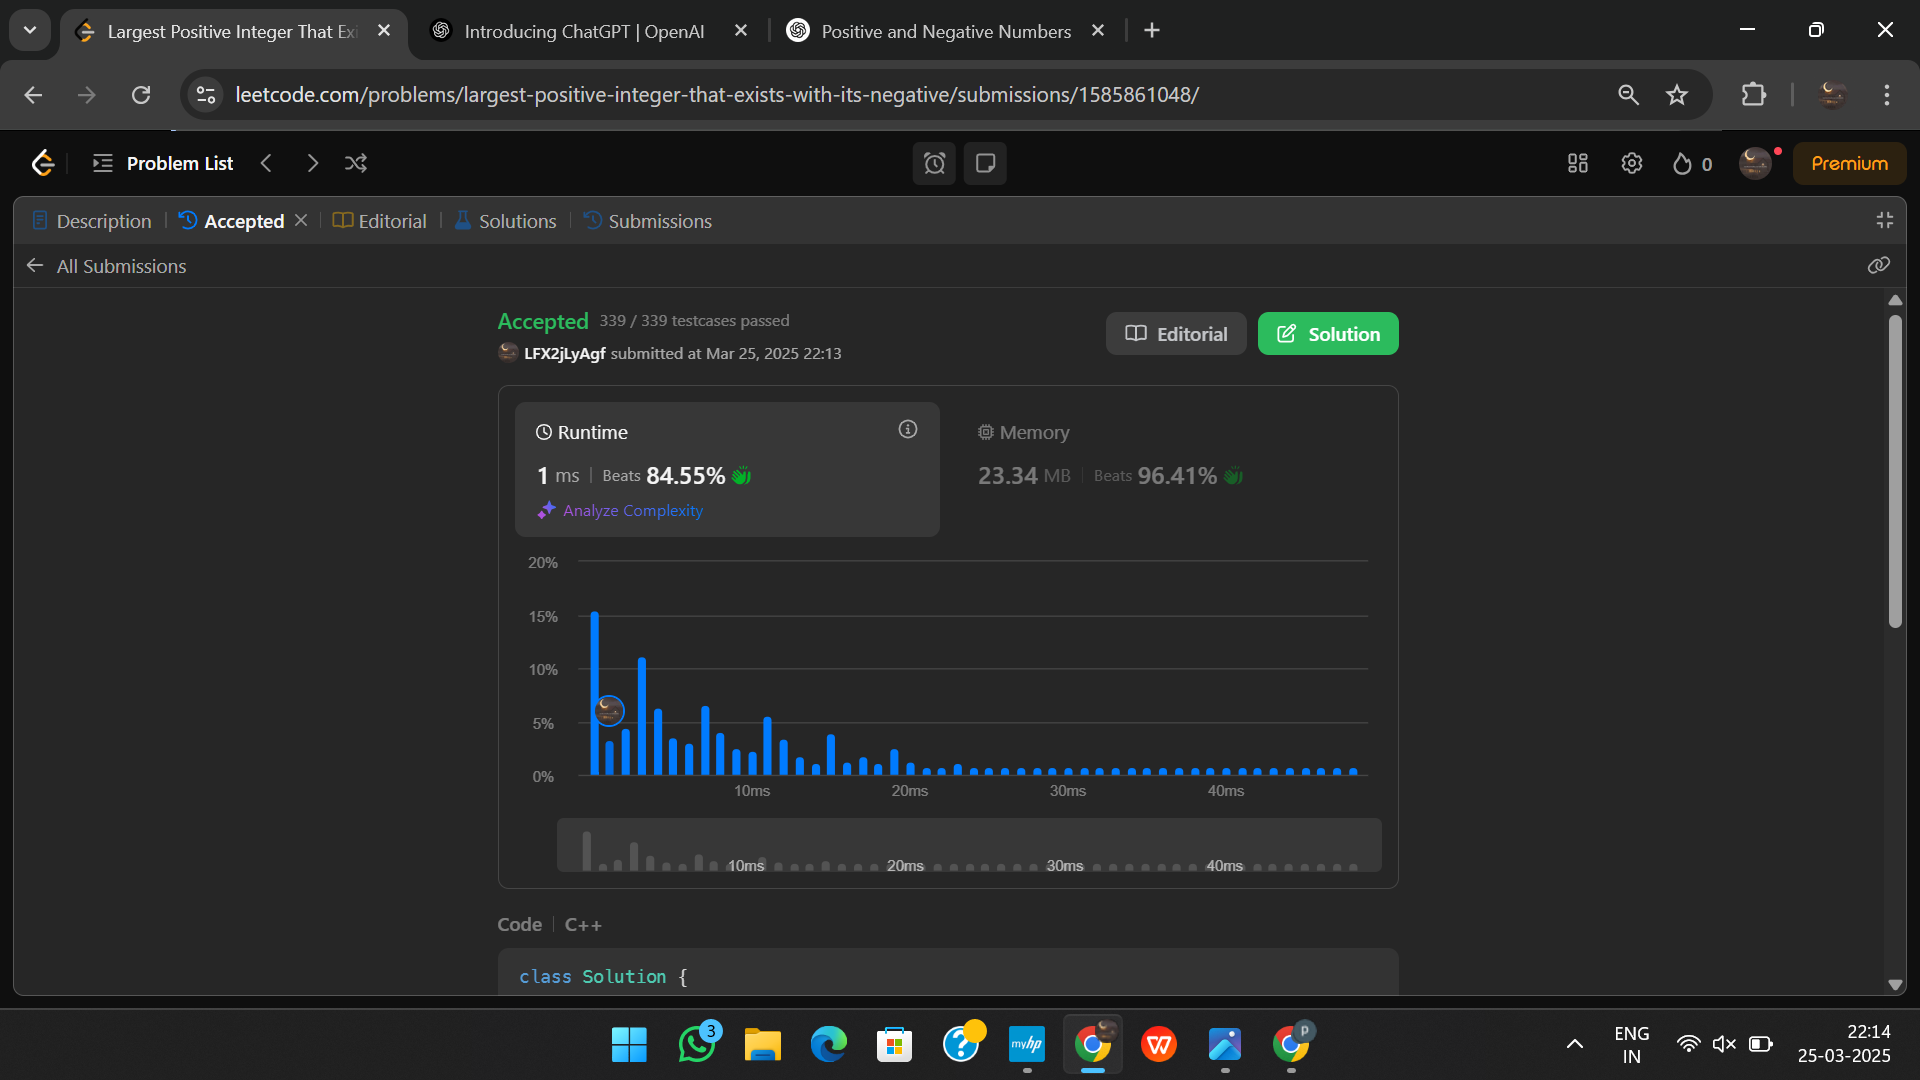 Largest Positive Integer That Exi
Introducing ChatGPT | OpenAI
Positive and Negative Numbers
leetcode.com/problems/largest-positive-integer-that-exists-with-its-negative/submissions/1585861048/
Problem List
0
Premium
Description
Accepted
Editorial
Solutions
Submissions
All Submissions
Accepted 339 / 339 testcases passed
LFX2jLyAgf submitted at Mar 25, 2025 22:13
Editorial
Solution
Runtime
1 ms | Beats 84.55%
Analyze Complexity
Memory
23.34 MB | Beats 96.41%
20%
15%
10%
5%
0%
10ms 20ms 30ms 40ms
10ms 20ms 30ms 40ms
Code | C++
class Solution {
3
myhp
P
ENG
IN
22:14
25-03-2025